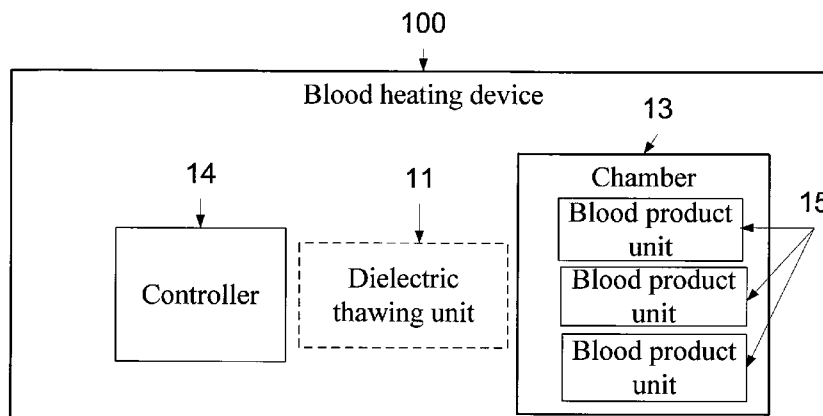 100
Blood heating device
13
14
11
Chamber
15
Blood product
unit
Controller
Dielectric
thawing unit
Blood product
unit
Blood product
unit